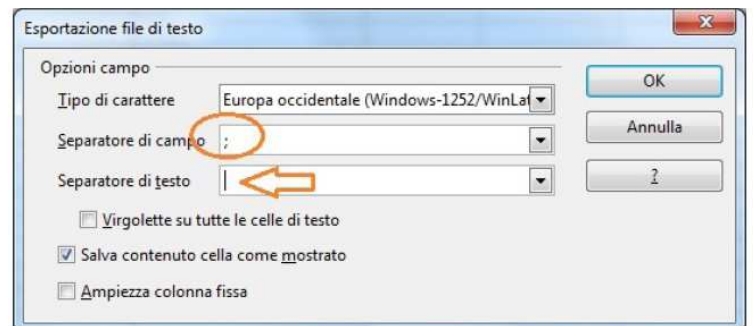 Esportazione file di testo
Opzioni campo
OK
Tipo di carattere Europa occidentale (Windows-1252/WinLat
Annulla
Separatore di campo ;
Separatore di testo
?
Virgolette su tutte le celle di testo
Salva contenuto cella come mostrato
Ampiezza colonna fissa